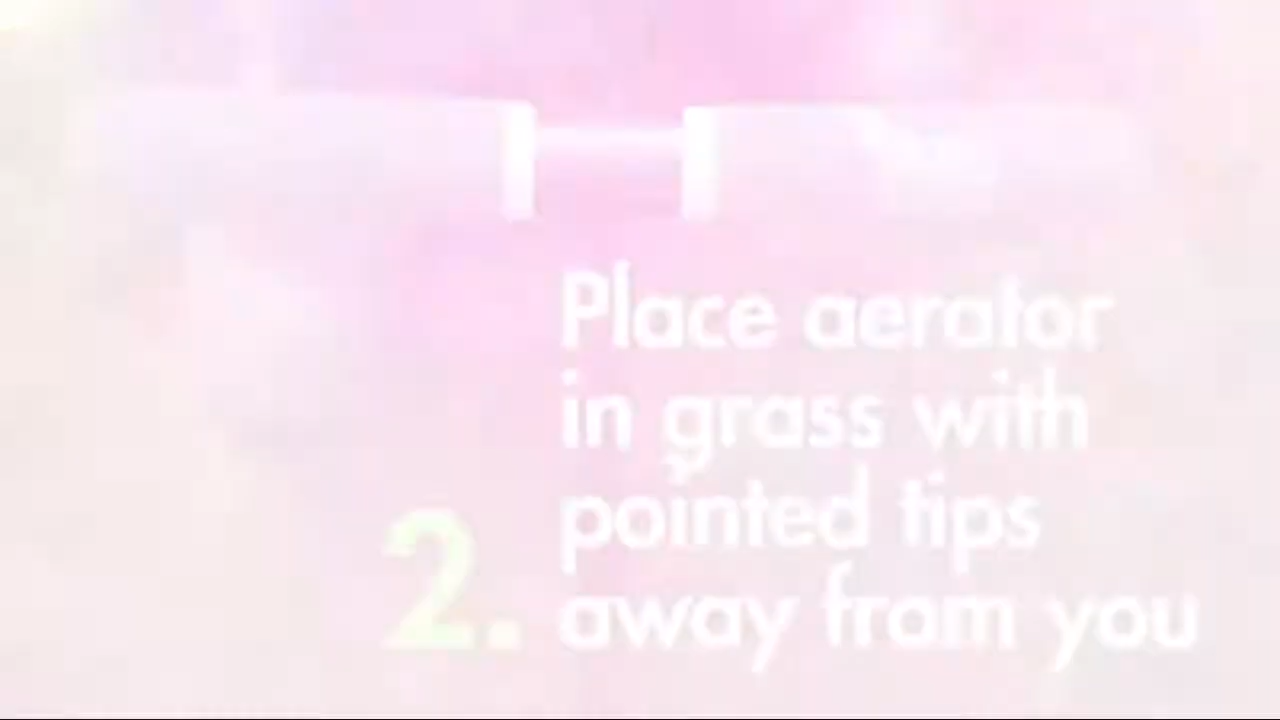 Place aerator
in grass with
pointed tips
2. away from you